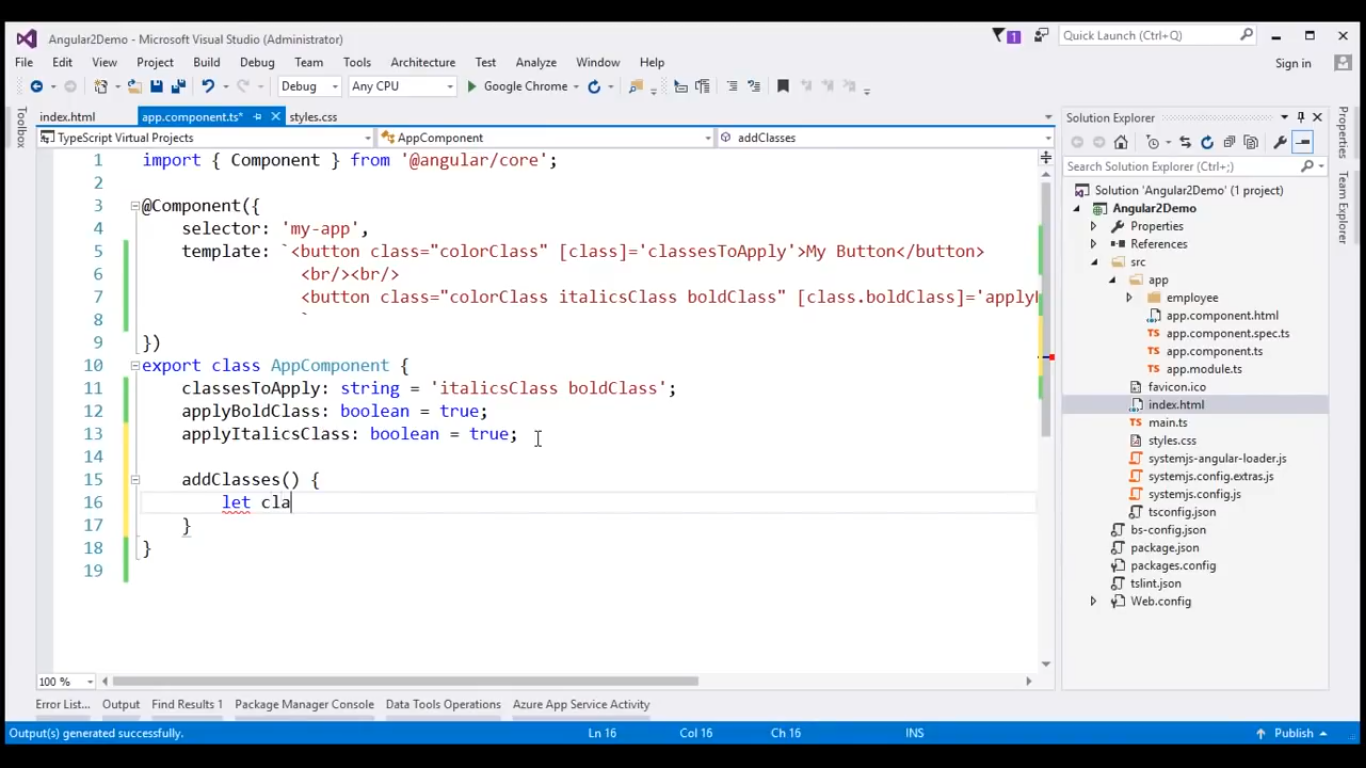 Angular2Demo - Microsoft Visual Studio (Administrator)
1
Quick Launch (Ctrl+Q)
File Edit View Project Build Debug Team Tools Architecture Test Analyze Window Help
Sign in
Debug Any CPU Google Chrome
Toolbox
index.html app.component.ts* styles.css
TypeScript Virtual Projects AppComponent addClasses
1 import { Component } from '@angular/core';
2
3 @Component({
4 selector: 'my-app',
5 template: `<button class="colorClass" [class]='classesToApply'>My Button</button>
6 <br/><br/>
7 <button class="colorClass italicsClass boldClass" [class.boldClass]='apply
8 `
9 })
10 export class AppComponent {
11 classesToApply: string = 'italicsClass boldClass';
12 applyBoldClass: boolean = true;
13 applyItalicsClass: boolean = true;
14
15 addClasses() {
16 let cla
17 }
18 }
19
100 %
Solution Explorer
Search Solution Explorer (Ctrl+;)
Solution 'Angular2Demo' (1 project)
Angular2Demo
Properties
References
src
app
employee
app.component.html
app.component.spec.ts
app.component.ts
app.module.ts
favicon.ico
index.html
main.ts
styles.css
systemjs-angular-loader.js
systemjs.config.extras.js
systemjs.config.js
tsconfig.json
bs-config.json
package.json
packages.config
tslint.json
Web.config
Properties
Team Explorer
Error List... Output Find Results 1 Package Manager Console Data Tools Operations Azure App Service Activity
Output(s) generated successfully. Ln 16 Col 16 Ch 16 INS Publish